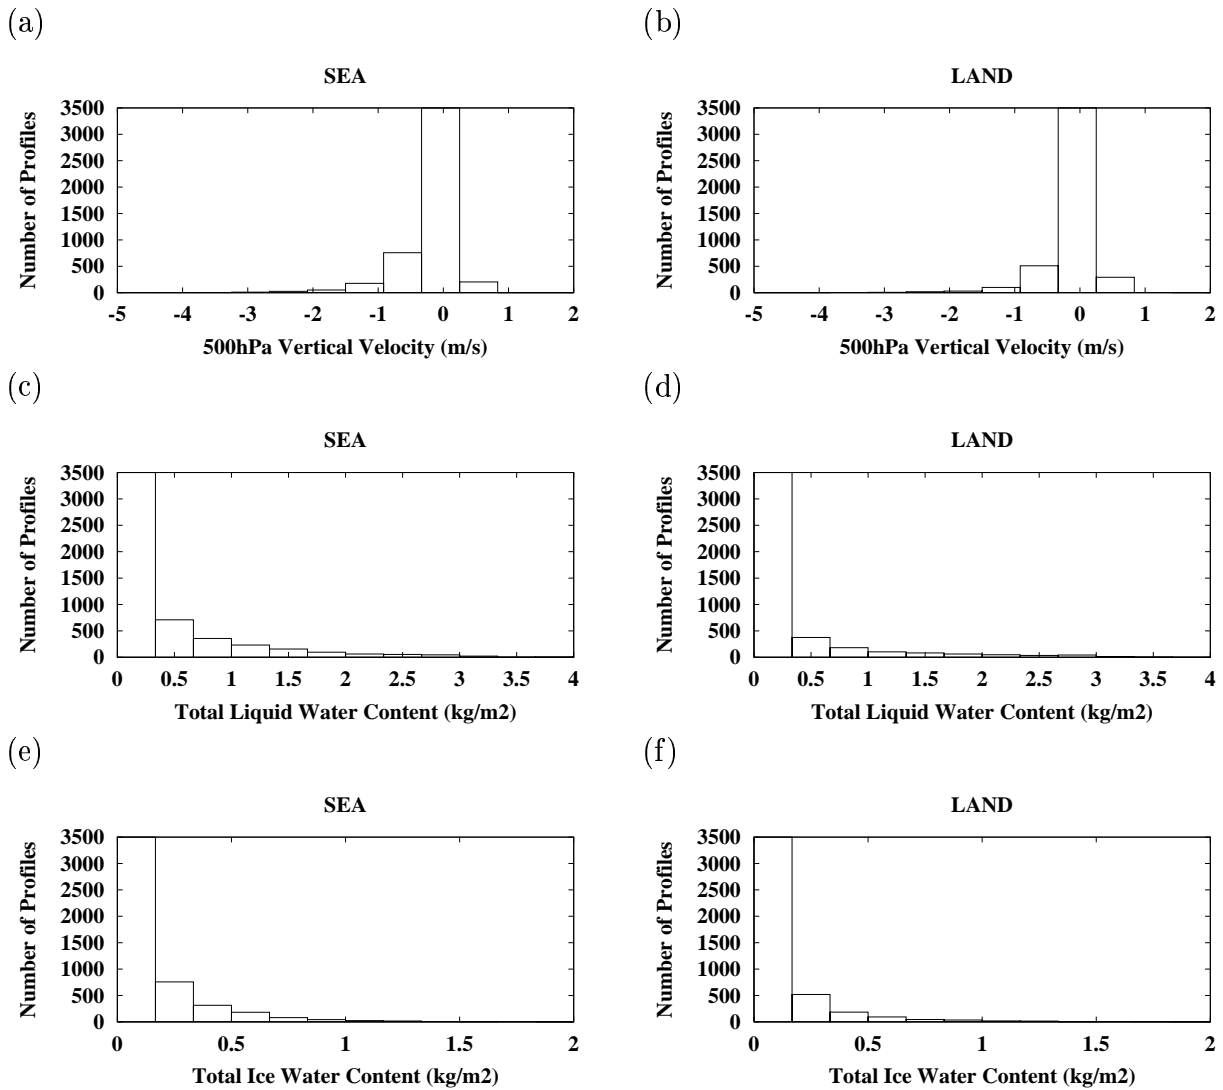 (a)
SEA
Number of Profiles
3500
3000
2500
2000
1500
1000
500
0
-5 -4 -3 -2 -1 0 1 2
500hPa Vertical Velocity (m/s)
(b)
LAND
Number of Profiles
3500
3000
2500
2000
1500
1000
500
0
-5 -4 -3 -2 -1 0 1 2
500hPa Vertical Velocity (m/s)
(c)
SEA
Number of Profiles
3500
3000
2500
2000
1500
1000
500
0
0 0.5 1 1.5 2 2.5 3 3.5 4
Total Liquid Water Content (kg/m2)
(d)
LAND
Number of Profiles
3500
3000
2500
2000
1500
1000
500
0
0 0.5 1 1.5 2 2.5 3 3.5 4
Total Liquid Water Content (kg/m2)
(e)
SEA
Number of Profiles
3500
3000
2500
2000
1500
1000
500
0
0 0.5 1 1.5 2
Total Ice Water Content (kg/m2)
(f)
LAND
Number of Profiles
3500
3000
2500
2000
1500
1000
500
0
0 0.5 1 1.5 2
Total Ice Water Content (kg/m2)